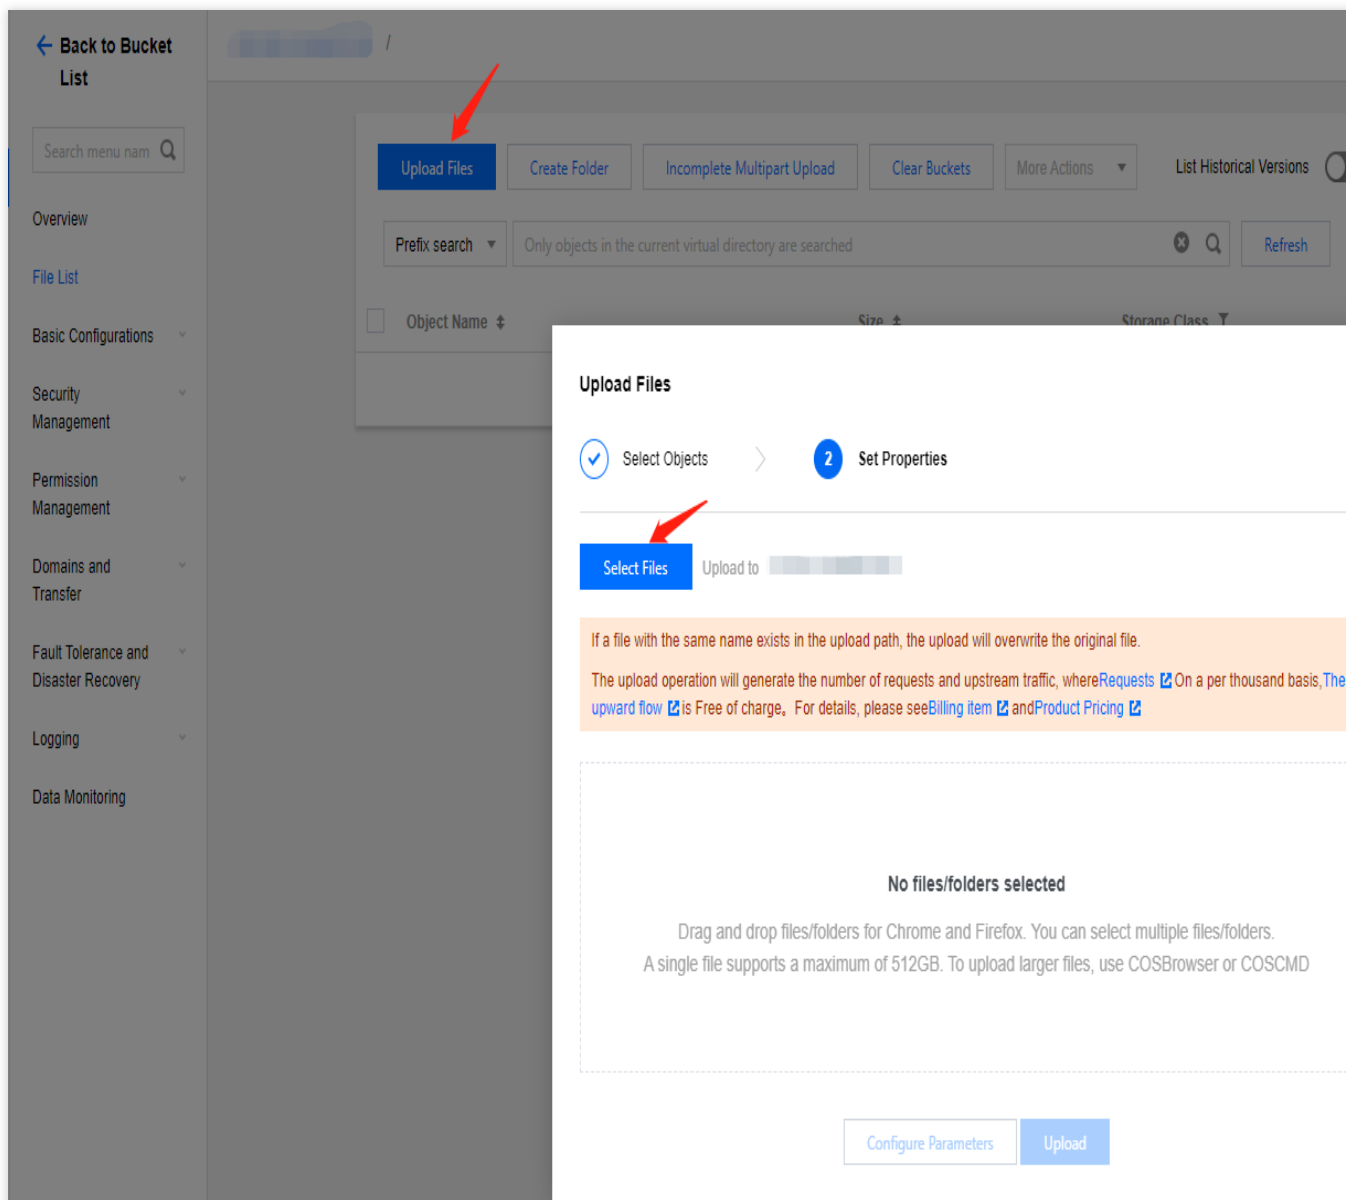 Back to Bucket
List
/
Search menu nam
Upload Files
Create Folder
Incomplete Multipart Upload
Clear Buckets
More Actions
List Historical Versions
Overview
Prefix search
Only objects in the current virtual directory are searched
Refresh
File List
Object Name
Size
Storage Class
Basic Configurations
Security
Management
Permission
Management
Domains and
Transfer
Fault Tolerance and
Disaster Recovery
Logging
Data Monitoring
Upload Files
Select Objects
2
Set Properties
Select Files
Upload to
If a file with the same name exists in the upload path, the upload will overwrite the original file.
The upload operation will generate the number of requests and upstream traffic, whereRequests On a per thousand basis,The
upward flow is Free of charge。For details, please seeBilling item andProduct Pricing
No files/folders selected
Drag and drop files/folders for Chrome and Firefox. You can select multiple files/folders.
A single file supports a maximum of 512GB. To upload larger files, use COSBrowser or COSCMD
Configure Parameters
Upload